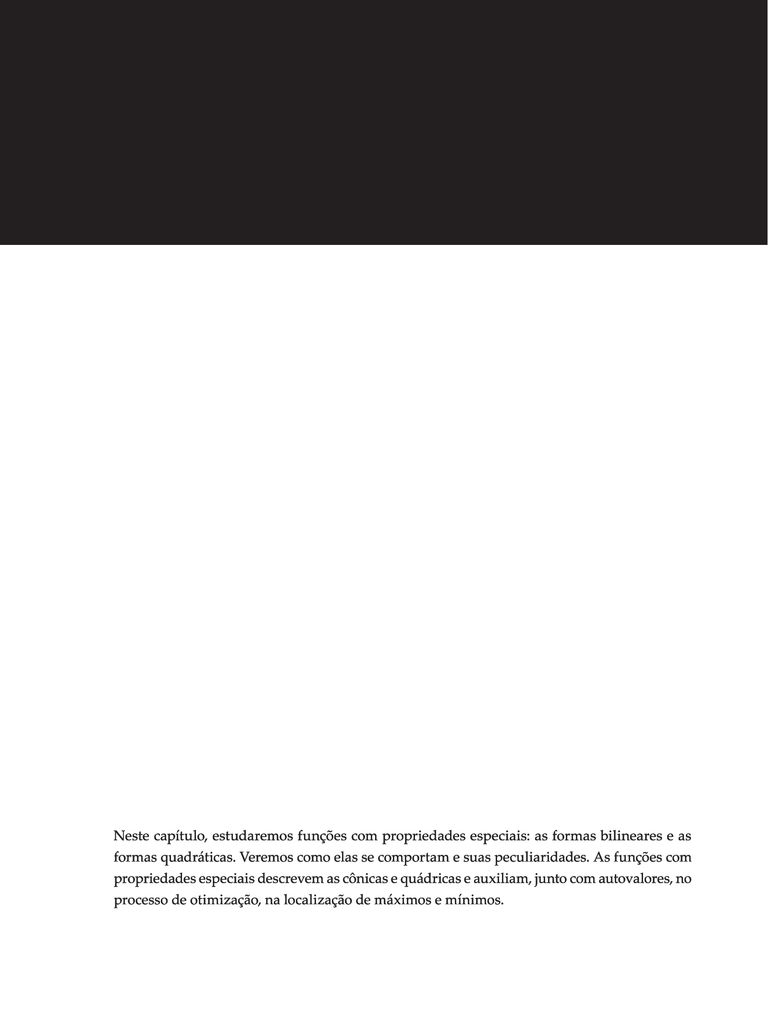 Neste capítulo, estudaremos funções com propriedades especiais: as formas bilineares e as
formas quadráticas. Veremos como elas se comportam e suas peculiaridades. As funções com
propriedades especiais descrevem as cônicas e quádricas e auxiliam, junto com autovalores, no
processo de otimização, na localização de máximos e mínimos.